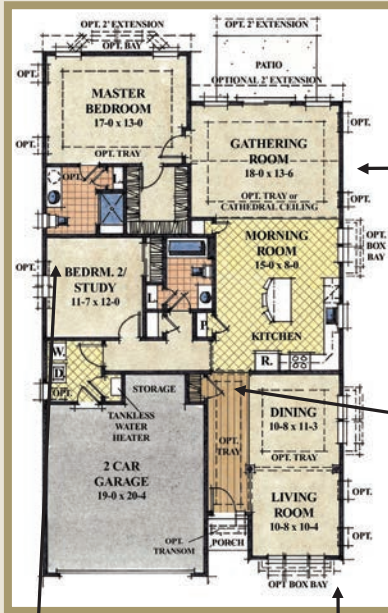 OPT. 2' EXTENSION
OPT. BAY
OPT. 2' EXTENSION
PATIO
OPTIONAL 2' EXTENSION
OPT.
OPT.
MASTER
BEDROOM
17-0 x 13-0
OPT. TRAY
OPT.
OPT.
GATHERING
ROOM
18-0 x 13-6
OPT. TRAY or
CATHEDRAL CEILING
OPT.
OPT.
MORNING
ROOM
15-0 x 8-0
OPT.
BOX
BAY
BEDRM. 2/
STUDY
11-7 x 12-0
L.
P.
KITCHEN
R.
W.
D.
OPT.
STORAGE
TANKLESS
WATER
HEATER
OPT.
TRAY
DINING
10-8 x 11-3
OPT. TRAY
2 CAR
GARAGE
19-0 x 20-4
LIVING
ROOM
10-8 x 10-4
OPT.
OPT.
OPT.
TRANSOM
PORCH
OPT BOX BAY